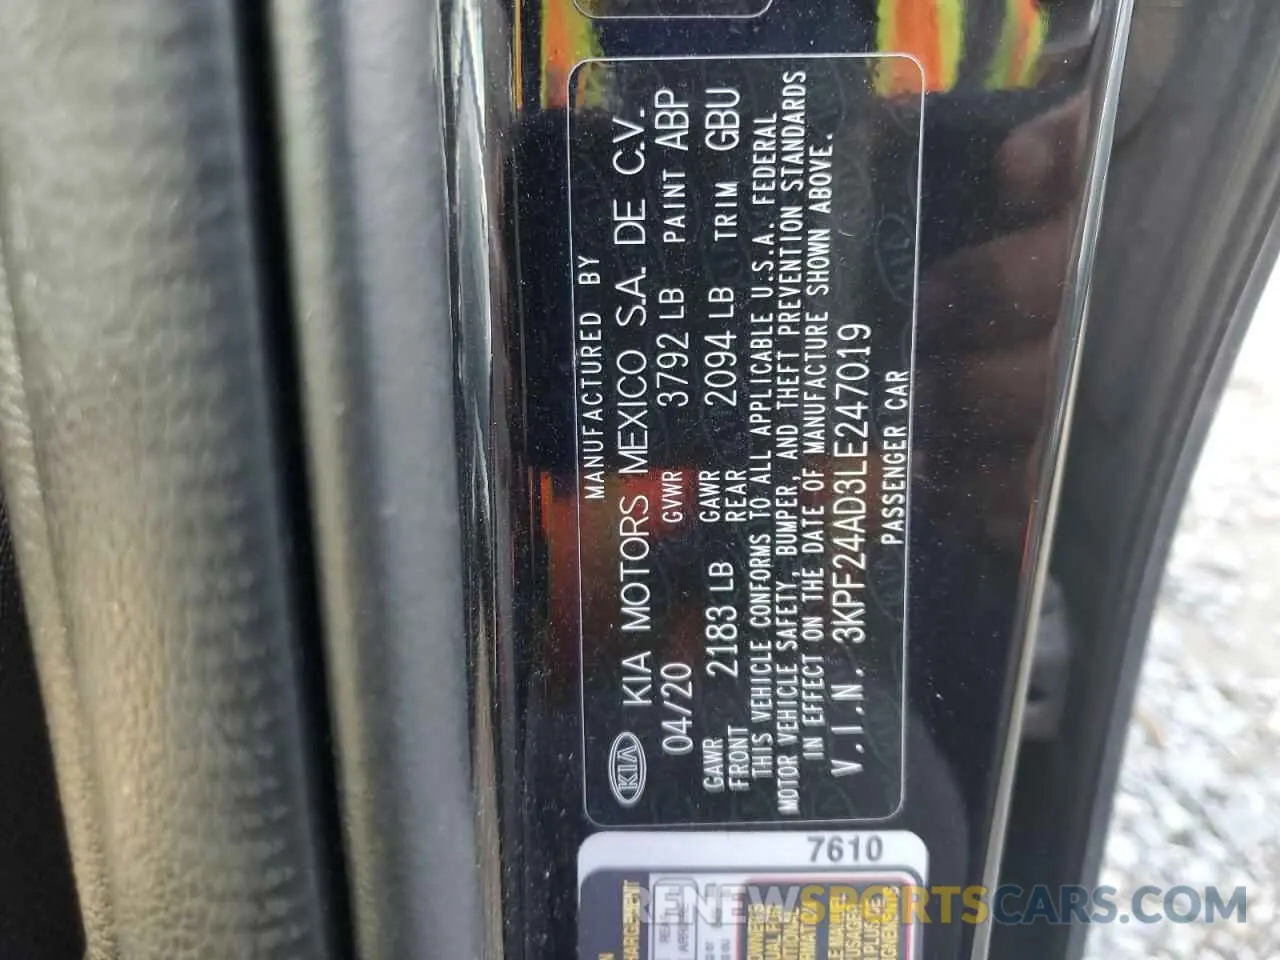 MANUFACTURED BY
KIA KIA MOTORS MEXICO S.A. DE C.V.
04/20 GVWR 3792 LB PAINT ABP
GAWR FRONT 2183 LB GAWR REAR 2094 LB TRIM GBU
THIS VEHICLE CONFORMS TO ALL APPLICABLE U.S.A. FEDERAL
MOTOR VEHICLE SAFETY, BUMPER, AND THEFT PREVENTION STANDARDS
IN EFFECT ON THE DATE OF MANUFACTURE SHOWN ABOVE.
V.I.N. 3KPF24AD3LE247019
PASSENGER CAR
7610
RENEWSPORTSCARS.COM